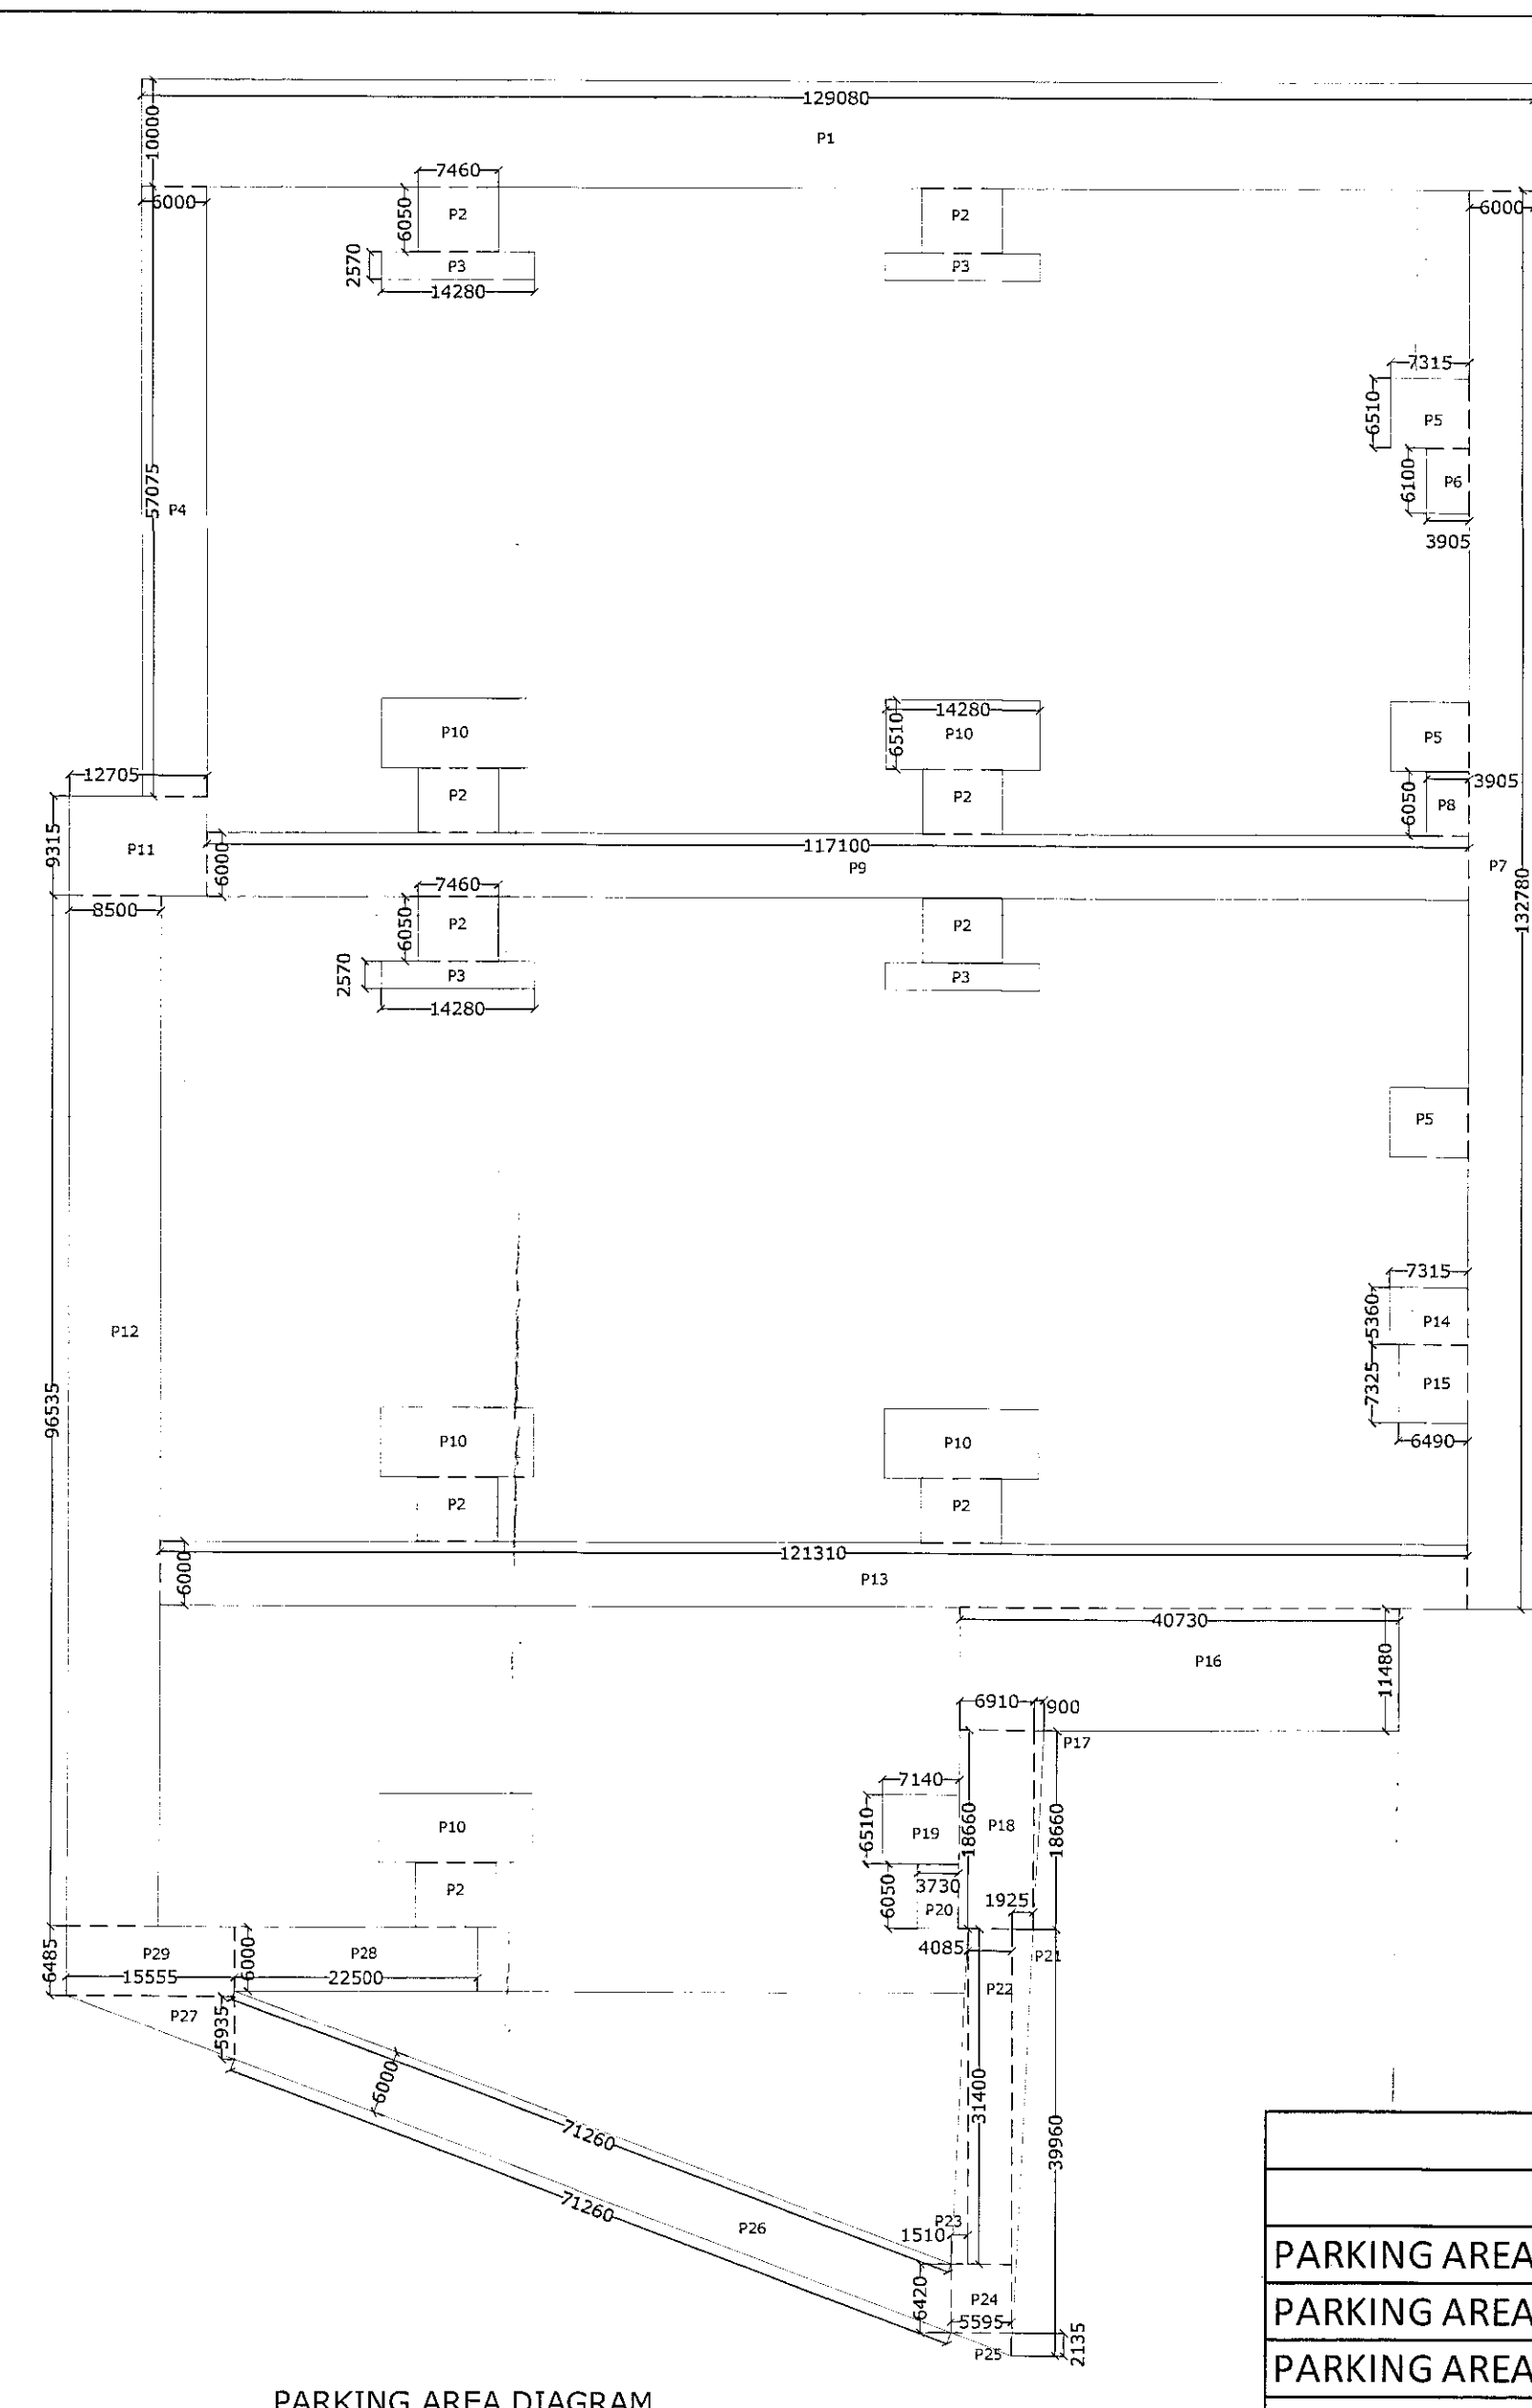 129080
P1
10000
7460
6000
6050
P2
P2
6000
2570
P3
P3
14280
7315
6510
P5
6100
P6
3905
57075
P4
14280
6510
P10
P10
P5
12705
3905
P2
P2
6050
P8
9315
P11
6000
117100
P9
P7
132780
7460
8500
6050
P2
P2
2570
P3
P3
14280
P5
7315
5360
P14
P12
7325
P15
96535
6490
P10
P10
P2
P2
121310
6000
P13
40730
P16
11480
6910
900
P17
7140
18660
18660
P18
6510
P19
P10
3730
1925
6050
P20
P2
4085
P21
6485
P29
6000
P28
15555
22500
P22
P27
5935
6000
31400
39960
71260
71260
P26
P23
1510
6420
P24
5595
2135
P25
PARKING AREA
PARKING AREA
PARKING AREA
PARKING AREA DIAGRAM